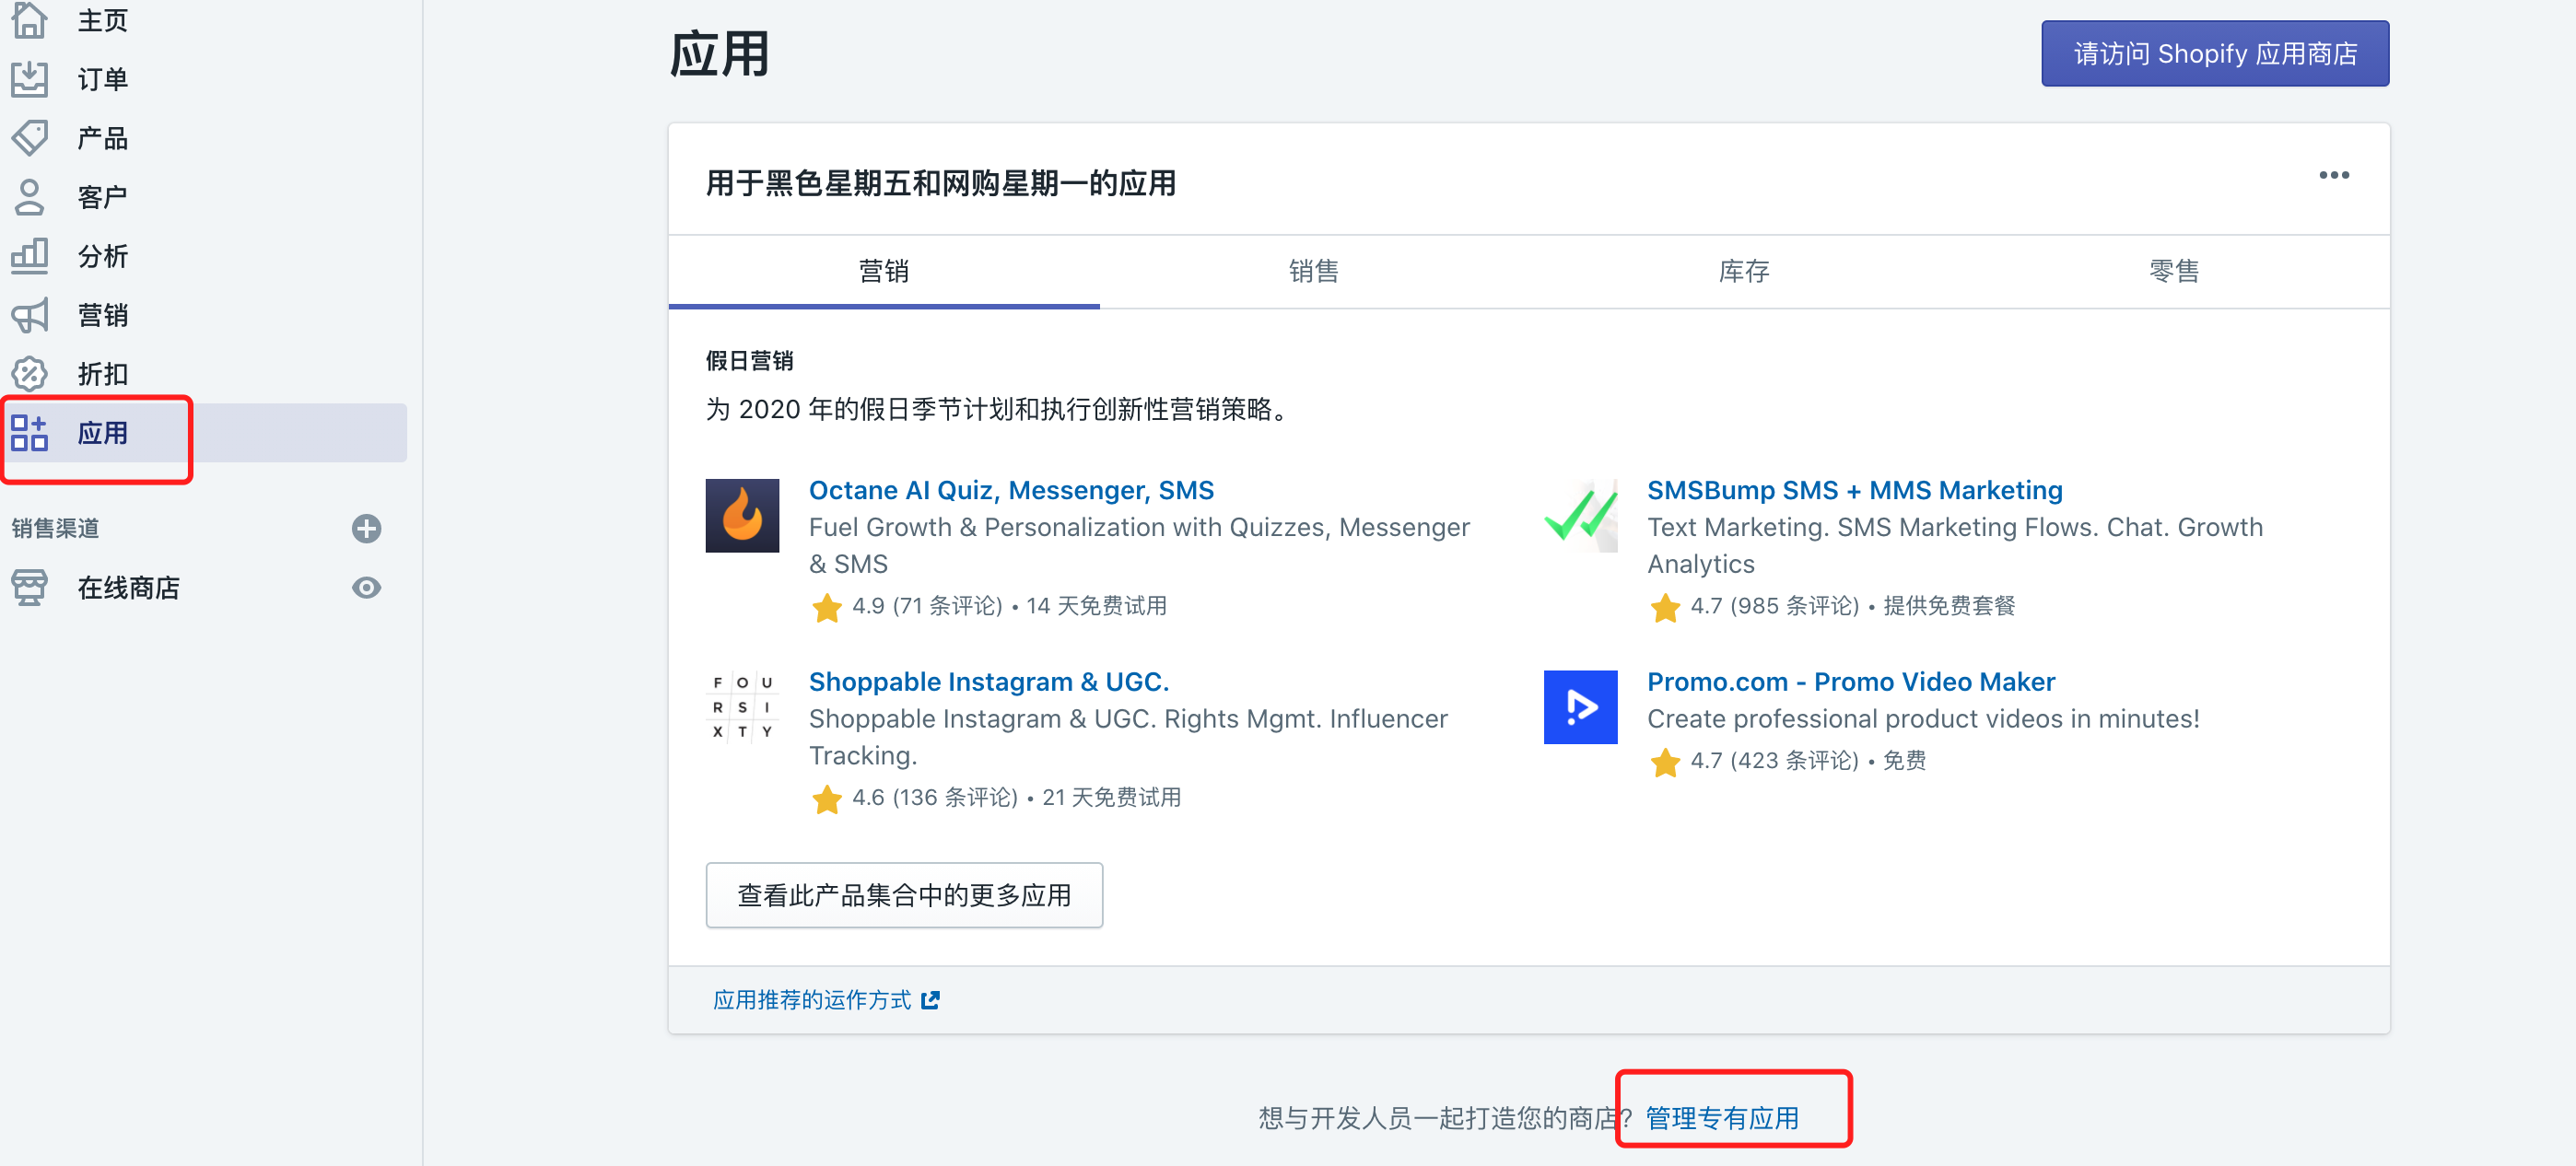 主页
订单
产品
客户
分析
营销
折扣
应用
销售渠道
在线商店
应用
请访问 Shopify 应用商店
用于黑色星期五和网购星期一的应用
营销
销售
库存
零售
假日营销
为 2020 年的假日季节计划和执行创新性营销策略。
Octane AI Quiz, Messenger, SMS
Fuel Growth & Personalization with Quizzes, Messenger
& SMS
4.9 (71 条评论) • 14 天免费试用
SMSBump SMS + MMS Marketing
Text Marketing. SMS Marketing Flows. Chat. Growth
Analytics
4.7 (985 条评论) • 提供免费套餐
F O U
R S I
X T Y
Shoppable Instagram & UGC.
Shoppable Instagram & UGC. Rights Mgmt. Influencer
Tracking.
4.6 (136 条评论) • 21 天免费试用
Promo.com - Promo Video Maker
Create professional product videos in minutes!
4.7 (423 条评论) • 免费
查看此产品集合中的更多应用
应用推荐的运作方式
想与开发人员一起打造您的商店? 管理专有应用